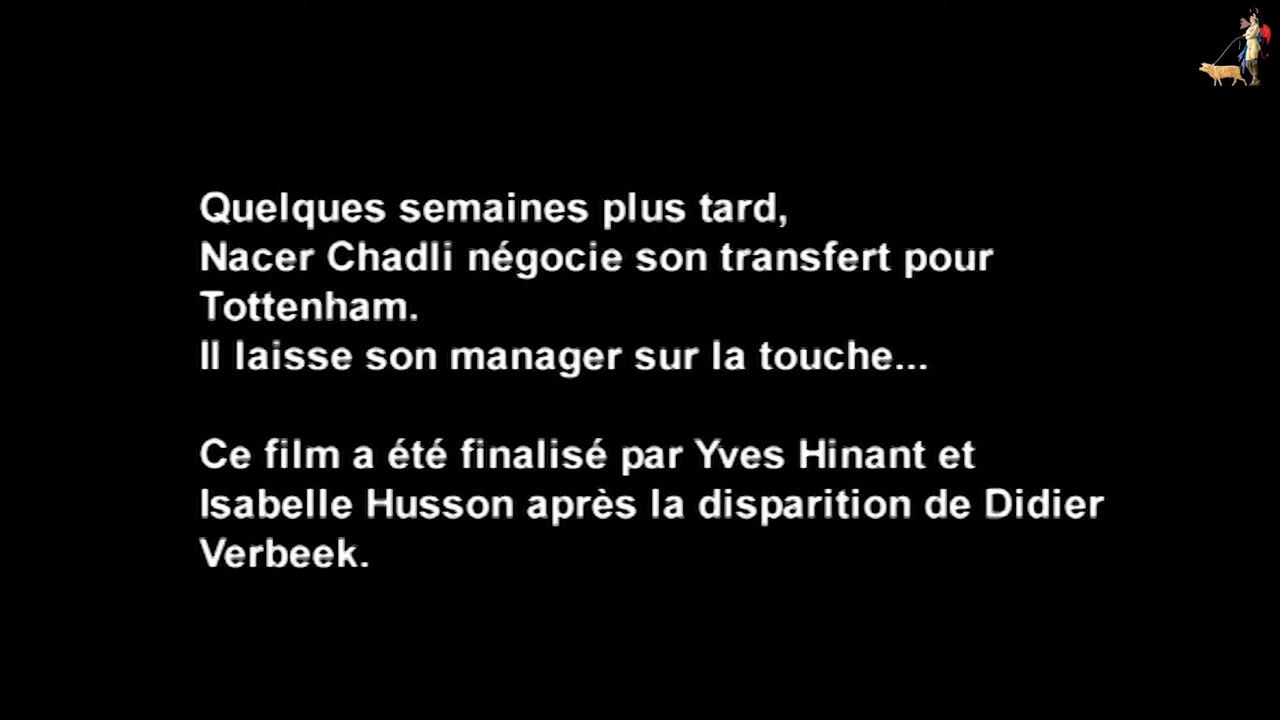 Quelques semaines plus tard,
Nacer Chadli négocie son transfert pour
Tottenham.
Il laisse son manager sur la touche...
Ce film a été finalisé par Yves Hinant et
Isabelle Husson après la disparition de Didier
Verbeek.